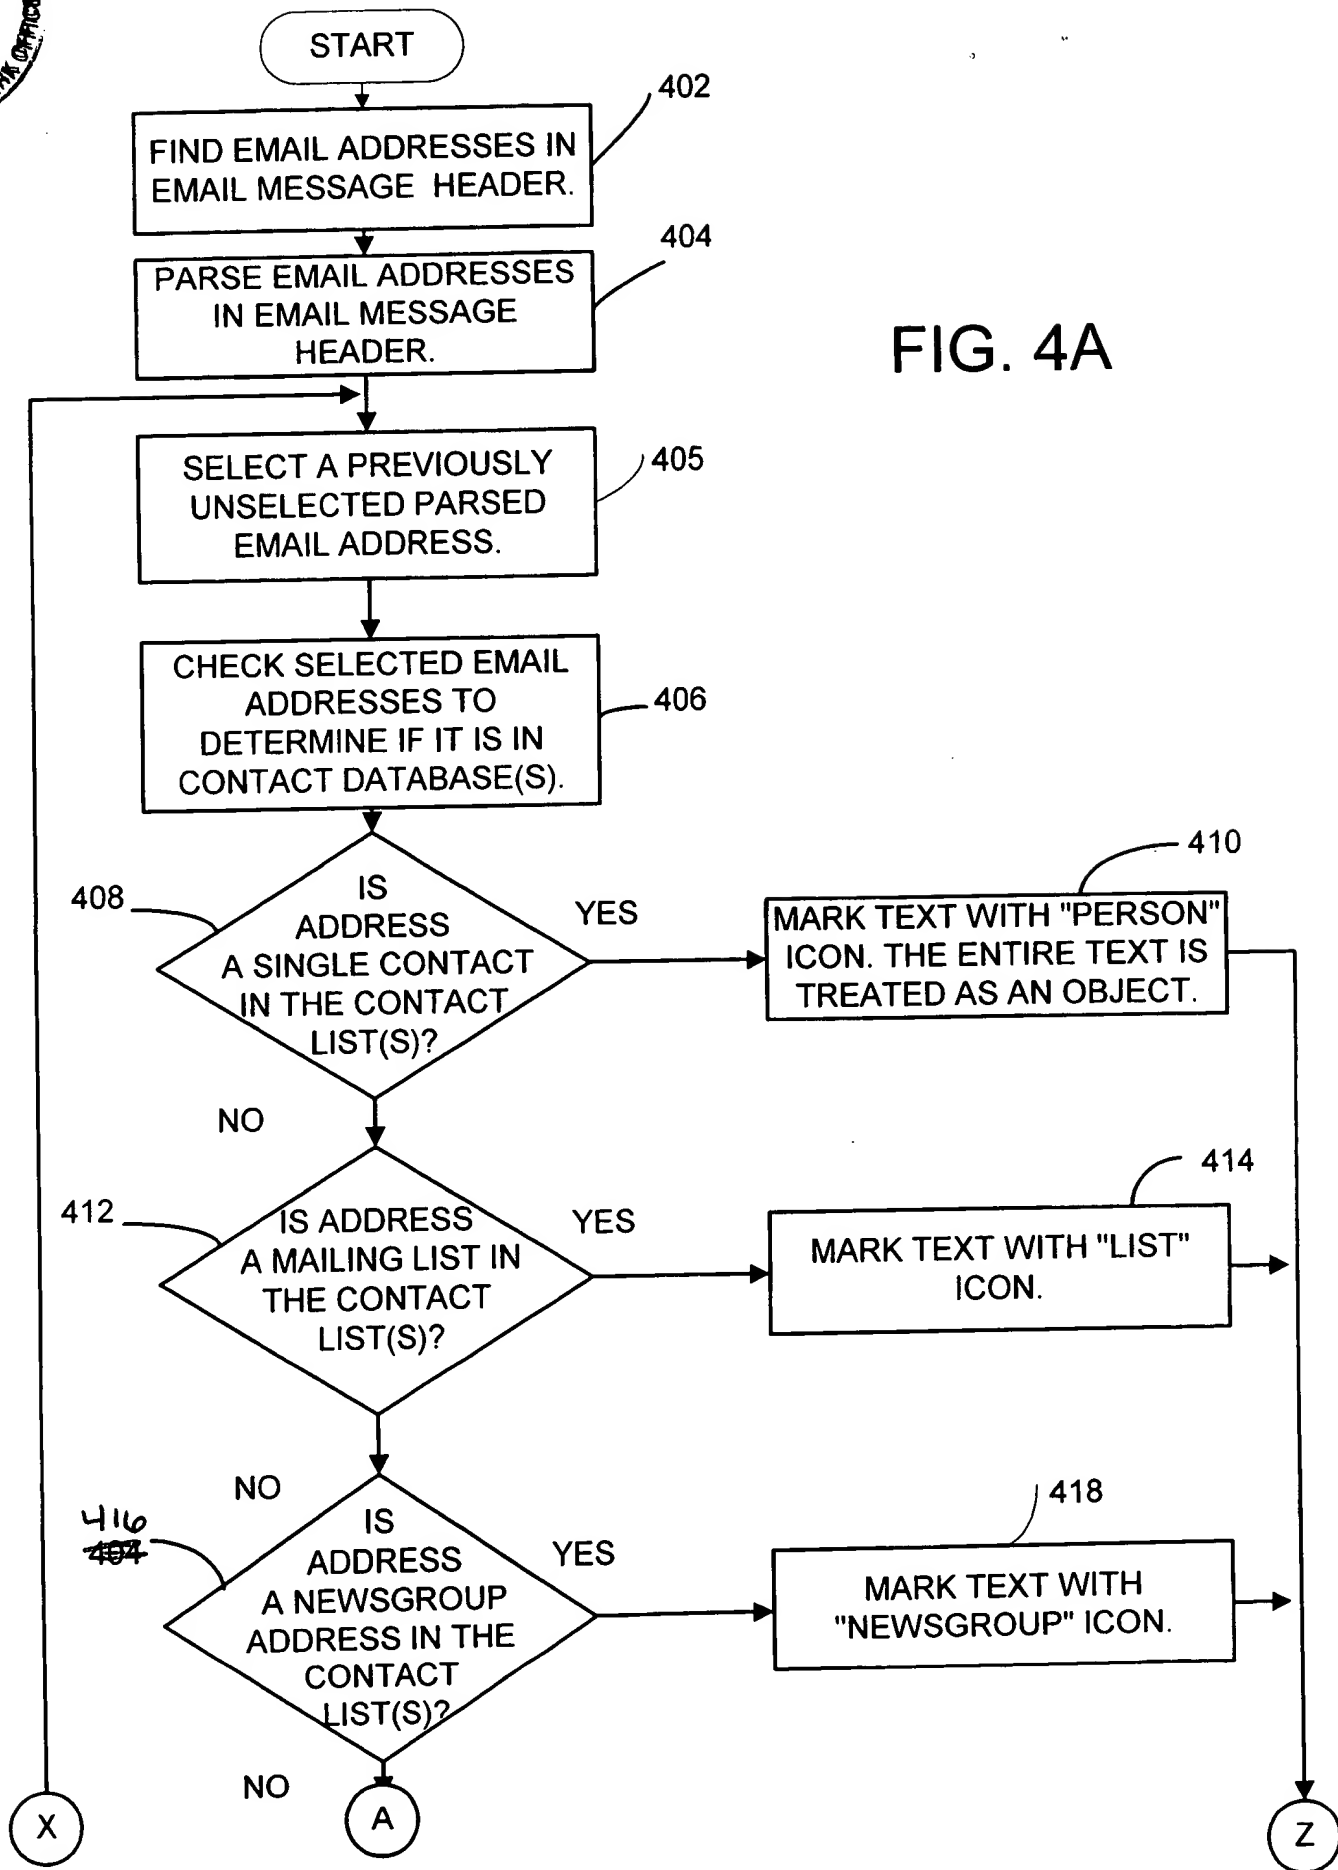 START
402
FIND EMAIL ADDRESSES IN
EMAIL MESSAGE HEADER.
404
PARSE EMAIL ADDRESSES
IN EMAIL MESSAGE
HEADER.
FIG. 4A
SELECT A PREVIOUSLY
UNSELECTED PARSED
EMAIL ADDRESS.
405
CHECK SELECTED EMAIL
ADDRESSES TO
DETERMINE IF IT IS IN
CONTACT DATABASE(S).
406
408
IS
ADDRESS
A SINGLE CONTACT
IN THE CONTACT
LIST(S)?
YES
410
MARK TEXT WITH "PERSON"
ICON. THE ENTIRE TEXT IS
TREATED AS AN OBJECT.
NO
412
IS ADDRESS
A MAILING LIST IN
THE CONTACT
LIST(S)?
YES
414
MARK TEXT WITH "LIST"
ICON.
NO
416
404
IS
ADDRESS
A NEWSGROUP
ADDRESS IN THE
CONTACT
LIST(S)?
YES
418
MARK TEXT WITH
"NEWSGROUP" ICON.
NO
X
A
Z